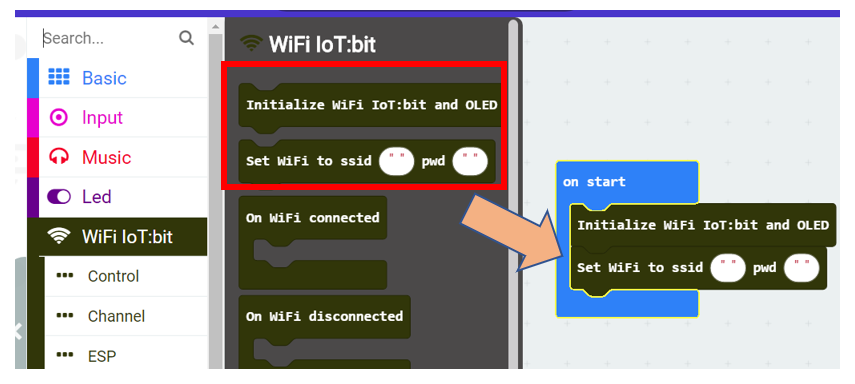 Search...
Basic
Input
Music
Led
WiFi IoT:bit
Control
Channel
ESP
WiFi IoT:bit
Initialize WiFi IoT:bit and OLED
Set WiFi to ssid " " pwd " "
On WiFi connected
On WiFi disconnected
on start
Initialize WiFi IoT:bit and OLED
Set WiFi to ssid " " pwd " "